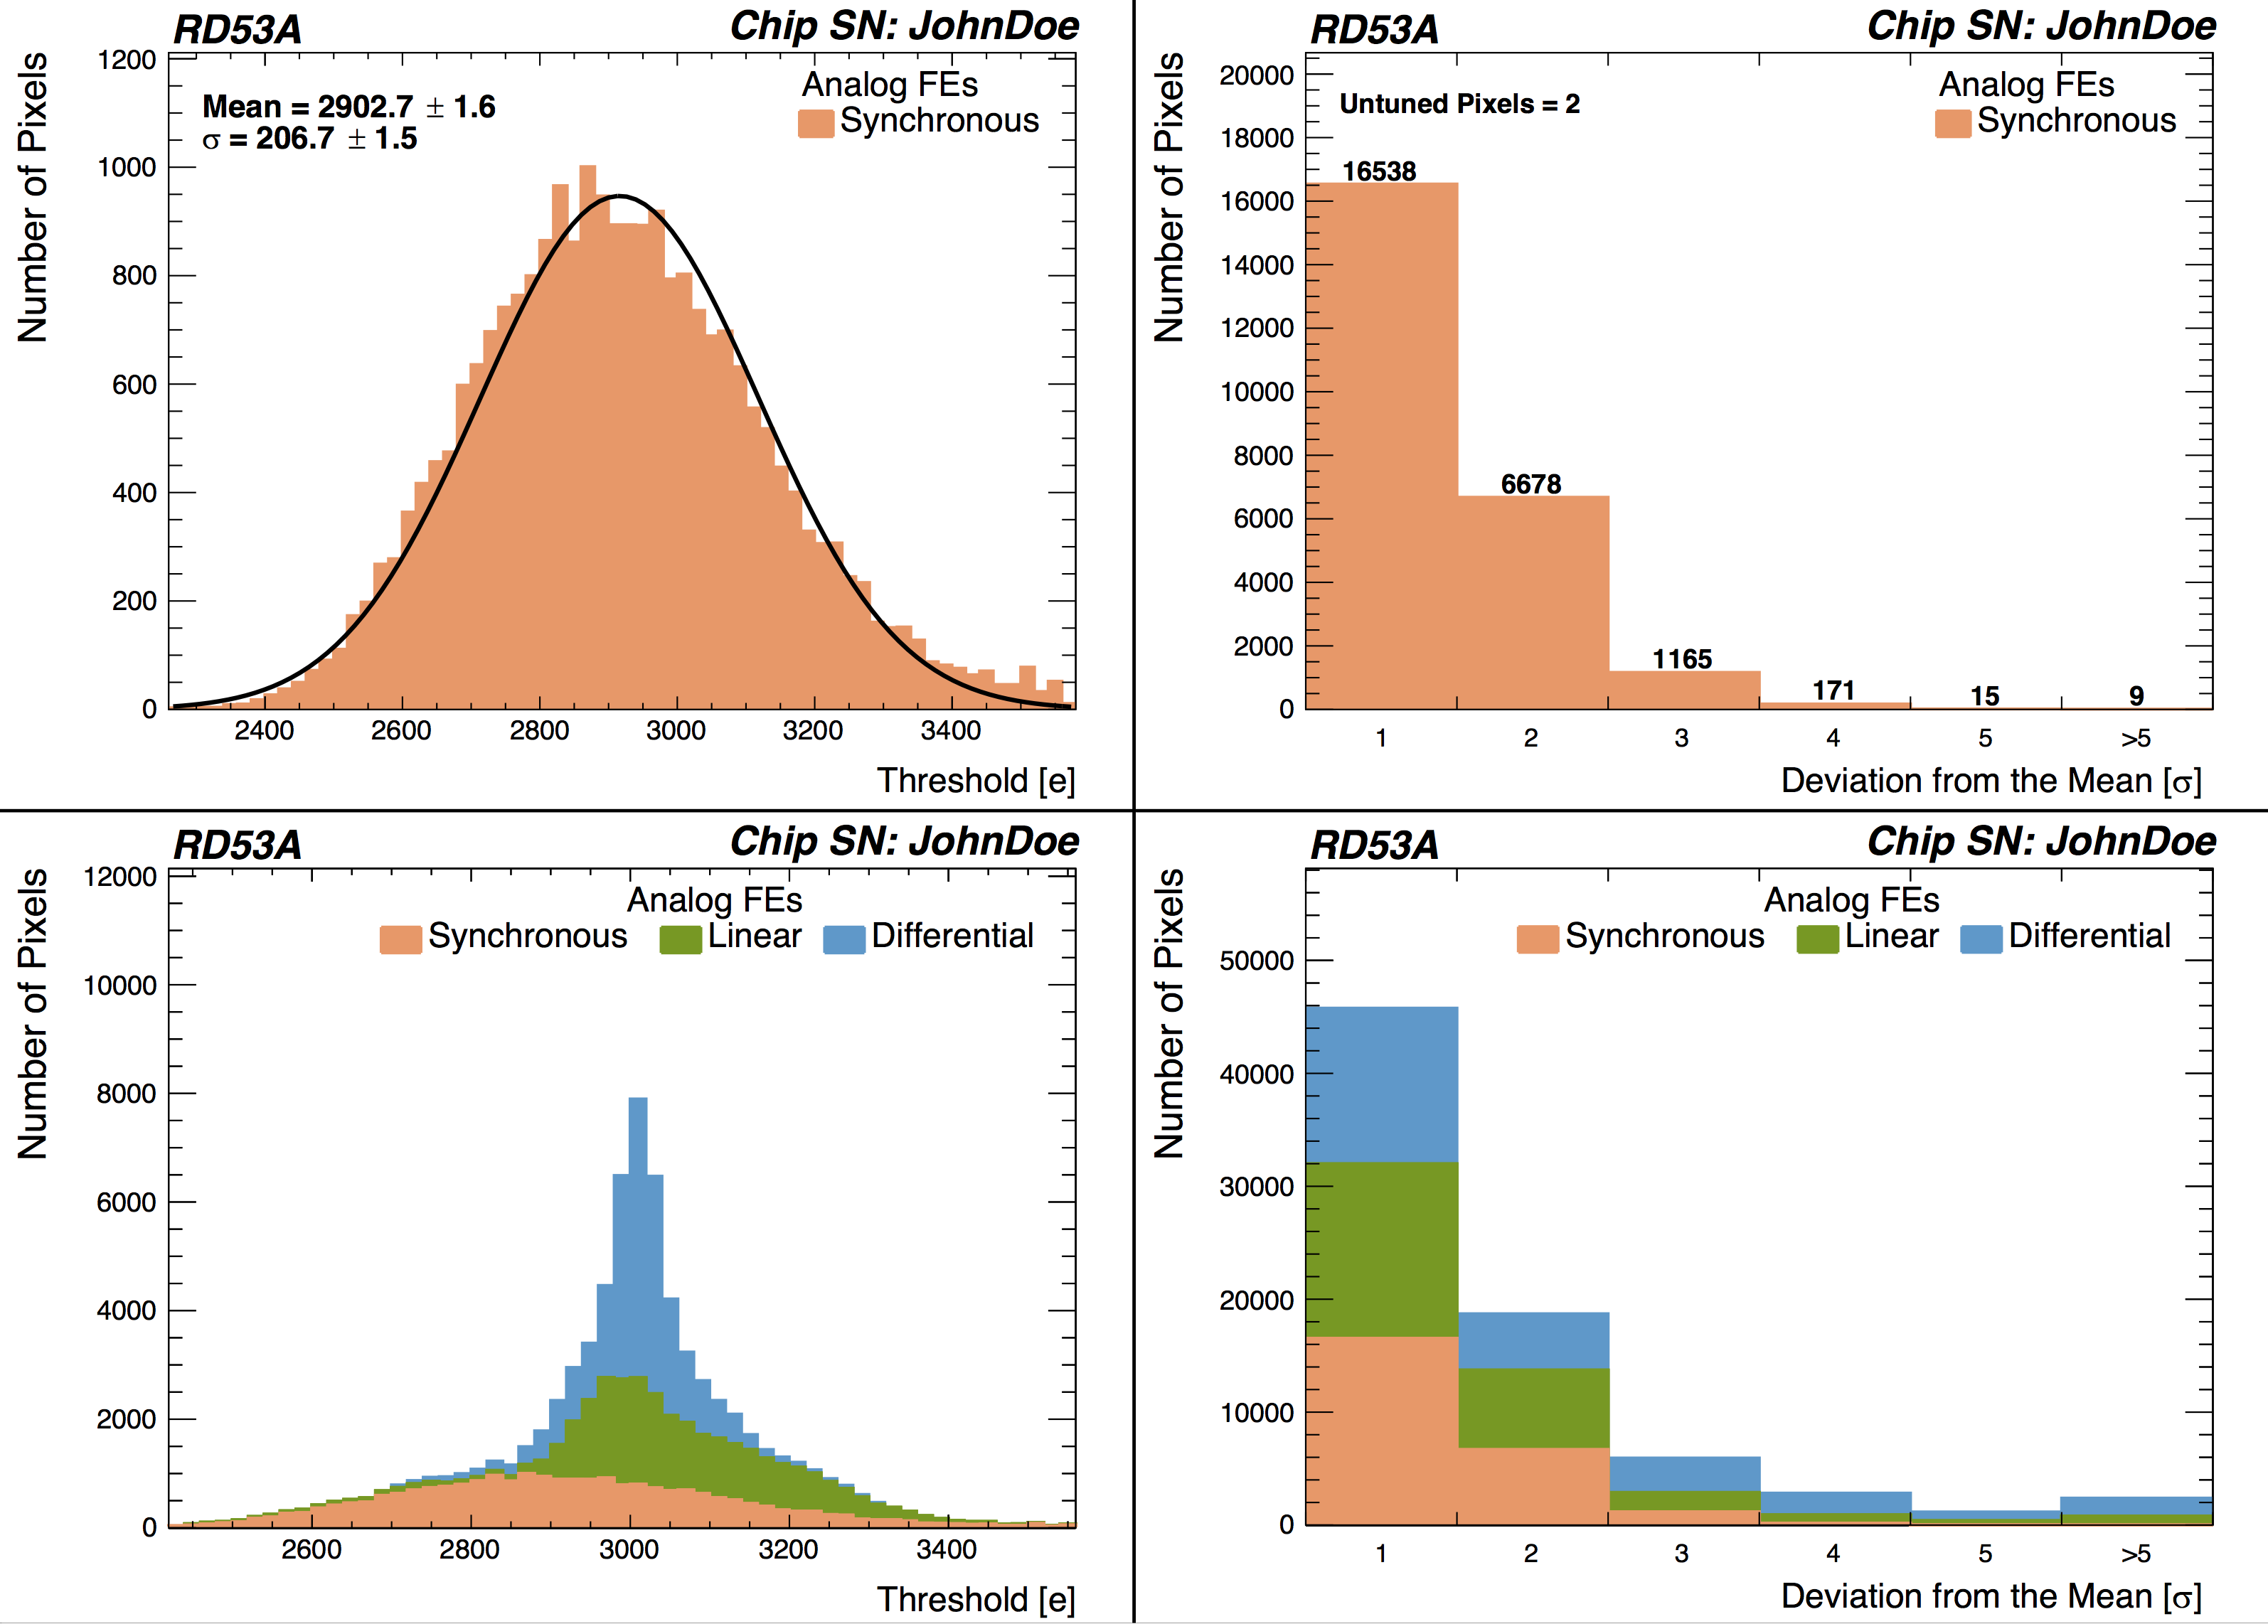 RD53A Chip SN: JohnDoe
Number of Pixels
1200
1000
800
600
400
200
0
Mean = 2902.7 ± 1.6
σ = 206.7 ± 1.5
Analog FEs
Synchronous
2400 2600 2800 3000 3200 3400
Threshold [e]
RD53A Chip SN: JohnDoe
Number of Pixels
20000
18000
16000
14000
12000
10000
8000
6000
4000
2000
0
Untuned Pixels = 2
Analog FEs
Synchronous
16538
6678
1165
171
15
9
1 2 3 4 5 >5
Deviation from the Mean [σ]
RD53A Chip SN: JohnDoe
Number of Pixels
12000
10000
8000
6000
4000
2000
0
Analog FEs
Synchronous Linear Differential
2600 2800 3000 3200 3400
Threshold [e]
RD53A Chip SN: JohnDoe
Number of Pixels
50000
40000
30000
20000
10000
0
Analog FEs
Synchronous Linear Differential
1 2 3 4 5 >5
Deviation from the Mean [σ]